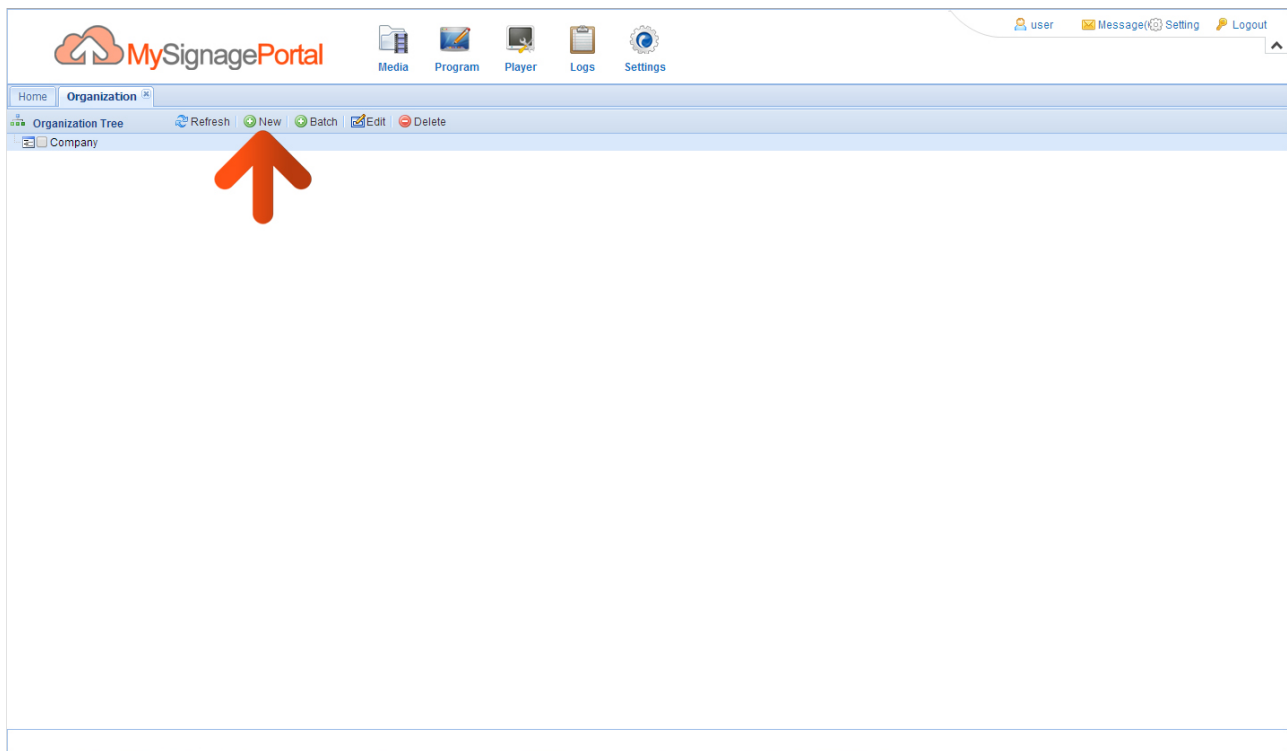 MySignagePortal
Media Program Player Logs Settings
user Message( Setting Logout
Home Organization
Organization Tree Refresh New Batch Edit Delete
Company